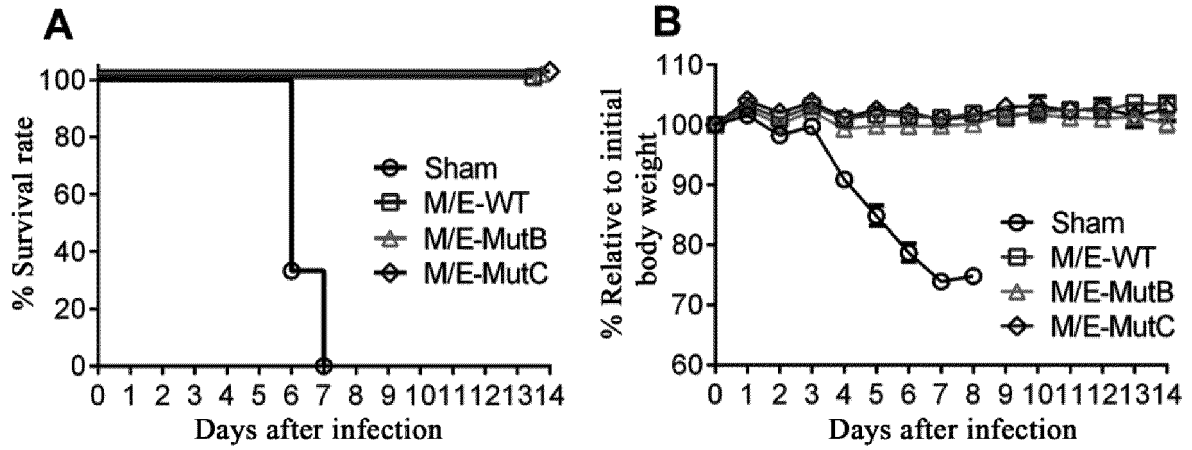 A
% Survival rate
100
80
60
40
20
0
0 1 2 3 4 5 6 7 8 9 10 11 12 13 14
Days after infection
Sham
M/E-WT
M/E-MutB
M/E-MutC
B
% Relative to initial
body weight
110
100
90
80
70
60
0 1 2 3 4 5 6 7 8 9 10 11 12 13 14
Days after infection
Sham
M/E-WT
M/E-MutB
M/E-MutC